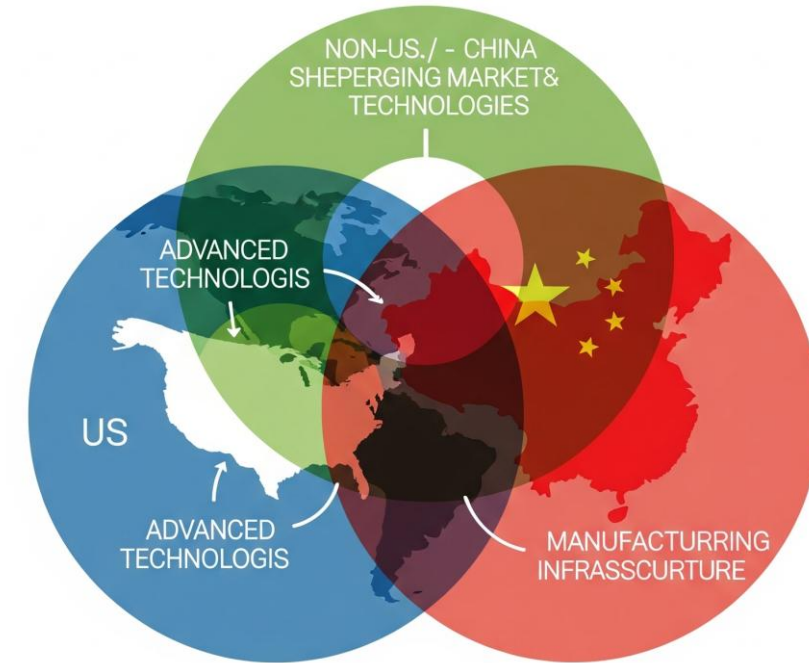 NON-US./ - CHINA
SHEPERGING MARKET&
TECHNOLOGIES
ADVANCED
TECHNOLOGIS
US
ADVANCED
TECHNOLOGIS
MANUFACTURRING
INFRASSCURTURE